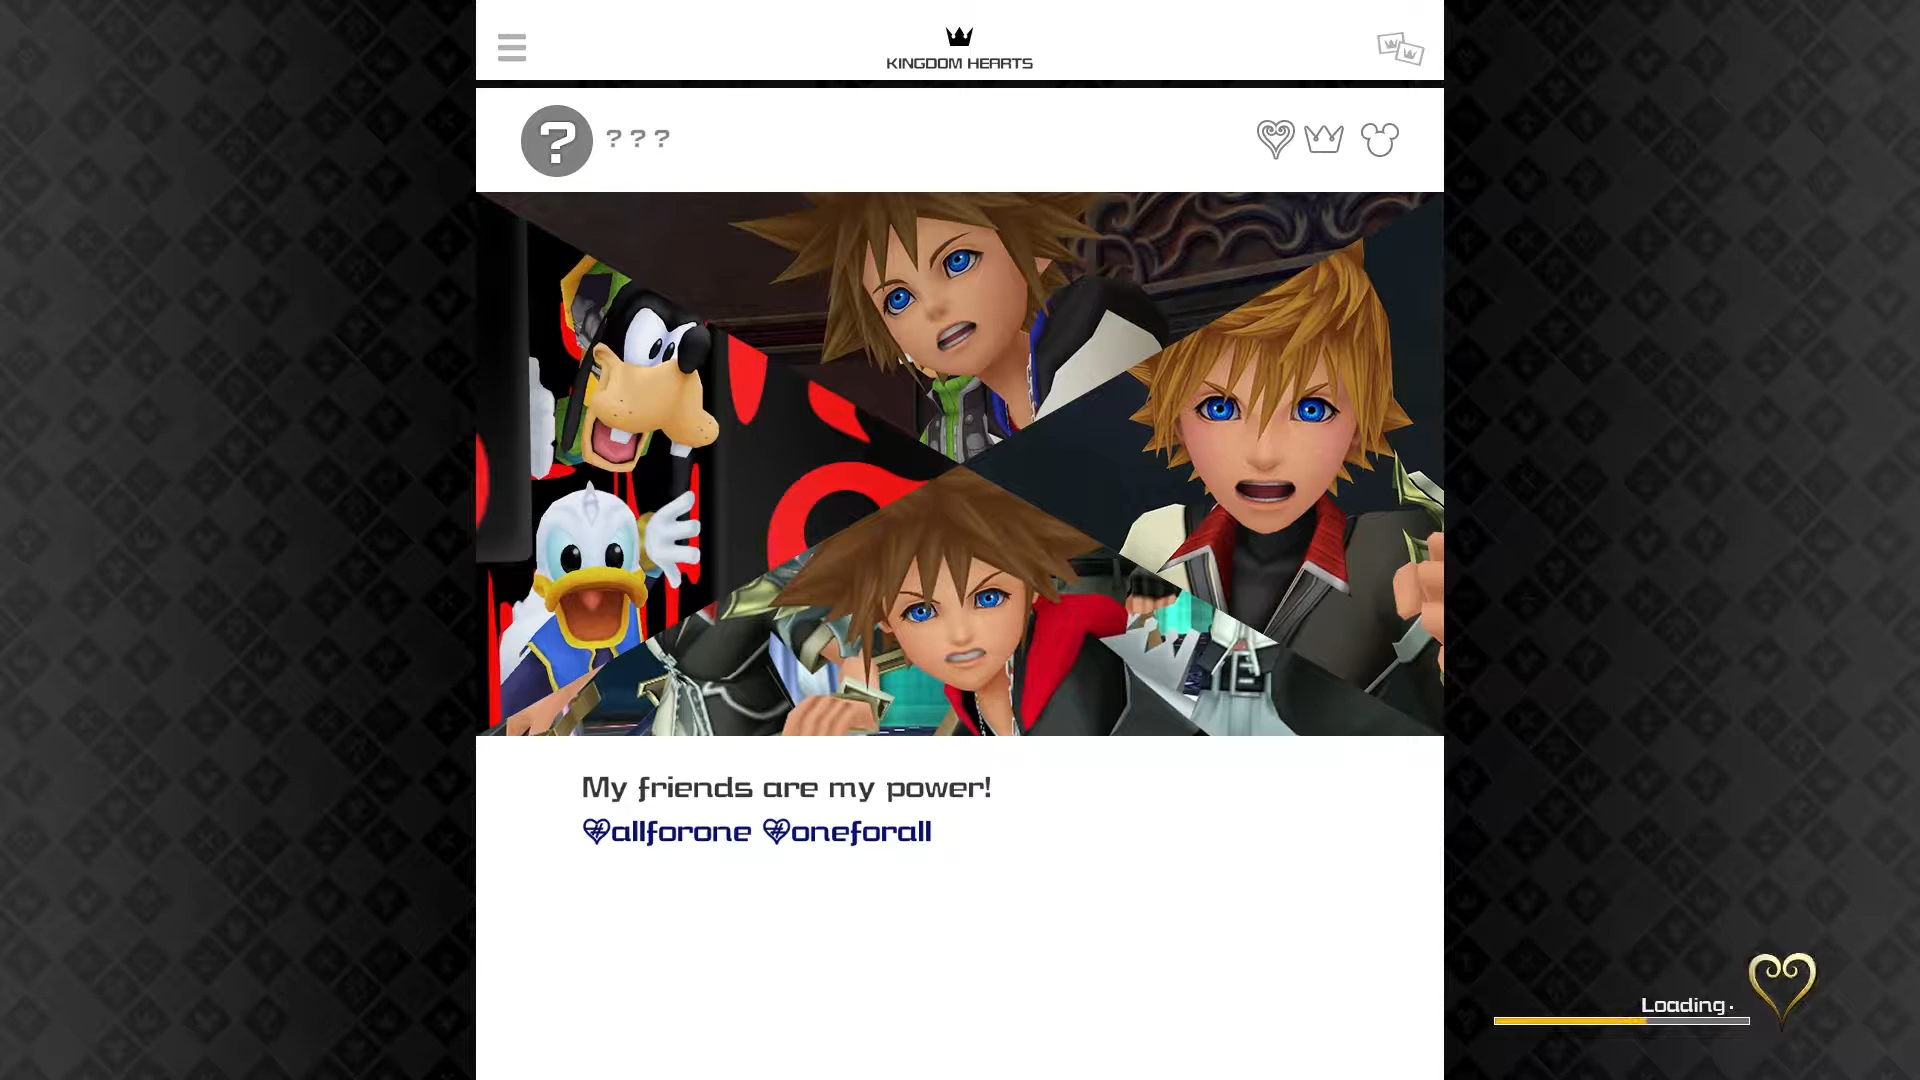 KINGDOM HEARTS
?
? ? ?
My friends are my power!
#allforone #oneforall
Loading.